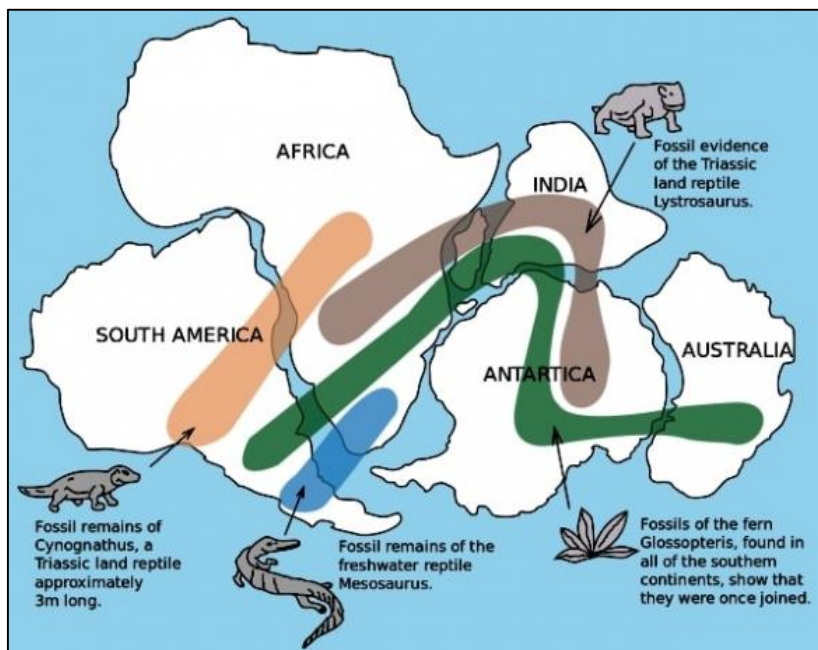 AFRICA
INDIA
Fossil evidence
of the Triassic
land reptile
Lystrosaurus.
SOUTH AMERICA
ANTARTICA
AUSTRALIA
Fossil remains of
Cynognathus, a
Triassic land reptile
approximately
3m long.
Fossil remains of the
freshwater reptile
Mesosaurus.
Fossils of the fern
Glossopteris, found in
all of the southern
continents, show that
they were once joined.